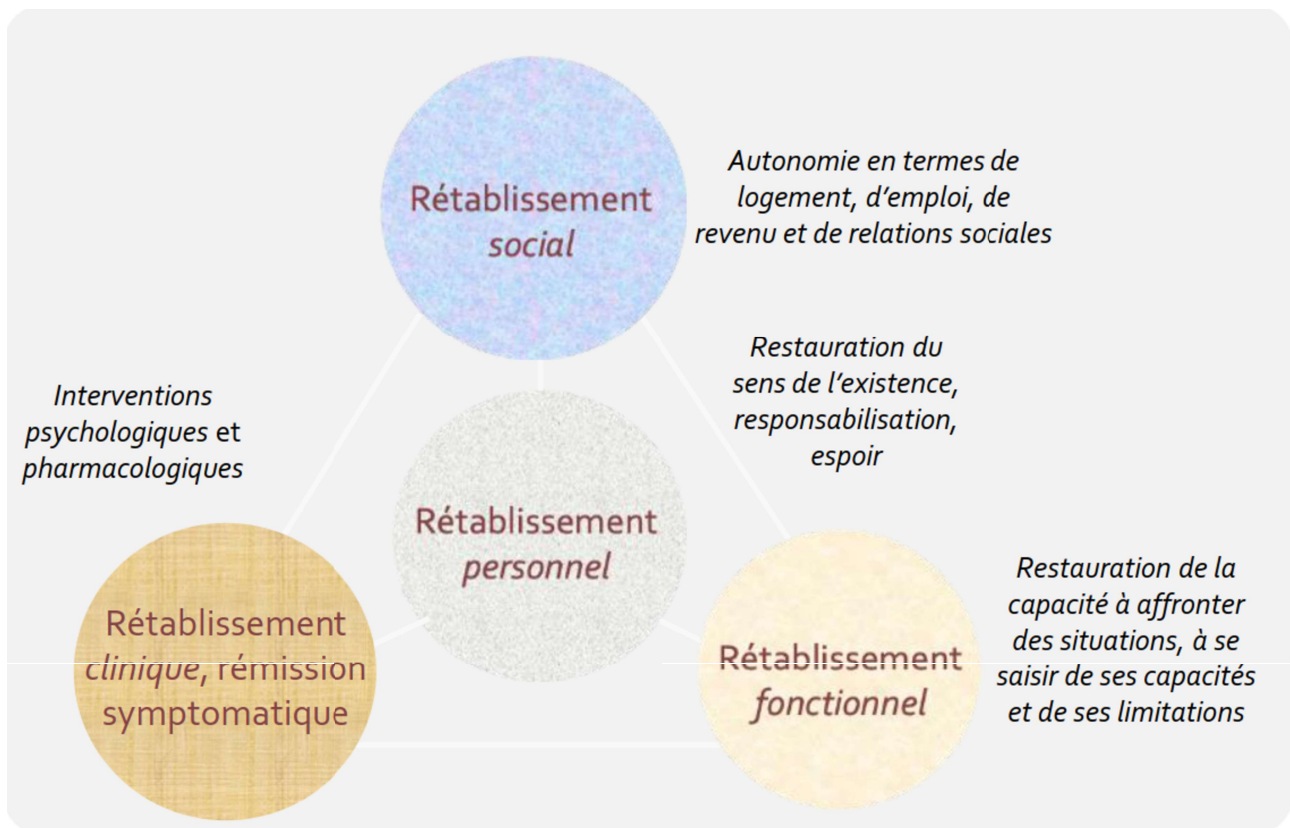 Rétablissement
social
Autonomie en termes de
logement, d’emploi, de
revenu et de relations sociales
Restauration du
sens de l’existence,
responsabilisation,
espoir
Interventions
psychologiques et
pharmacologiques
Rétablissement
personnel
Rétablissement
clinique, rémission
symptomatique
Rétablissement
fonctionnel
Restauration de la
capacité à affronter
des situations, à se
saisir de ses capacités
et de ses limitations